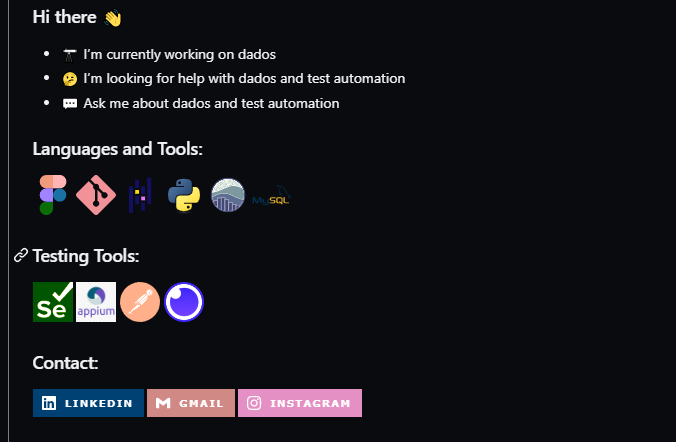 Hi there 👋
I'm currently working on dados
I'm looking for help with dados and test automation
Ask me about dados and test automation
Languages and Tools:
MySQL
Testing Tools:
Se
appium
Contact:
LINKEDIN GMAIL INSTAGRAM